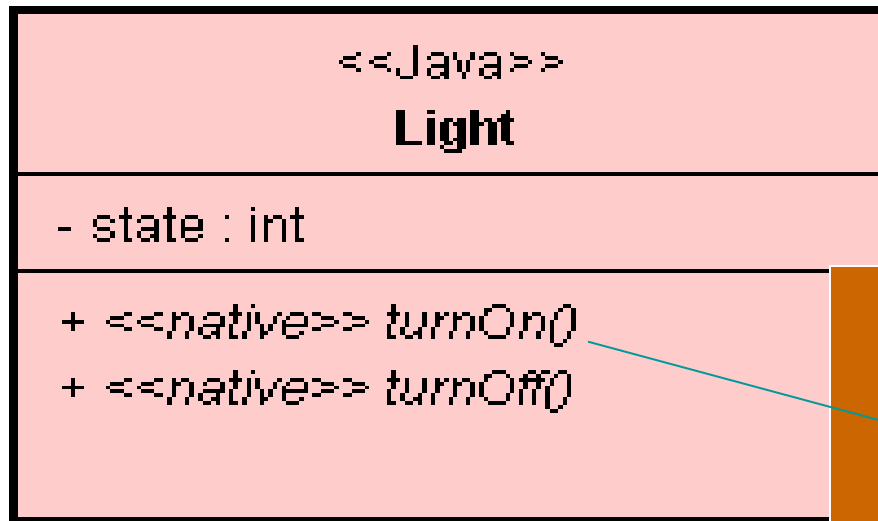 <<Java>>
Light
- state : int
+ <<native>> turnOn()
+ <<native>> turnOff()